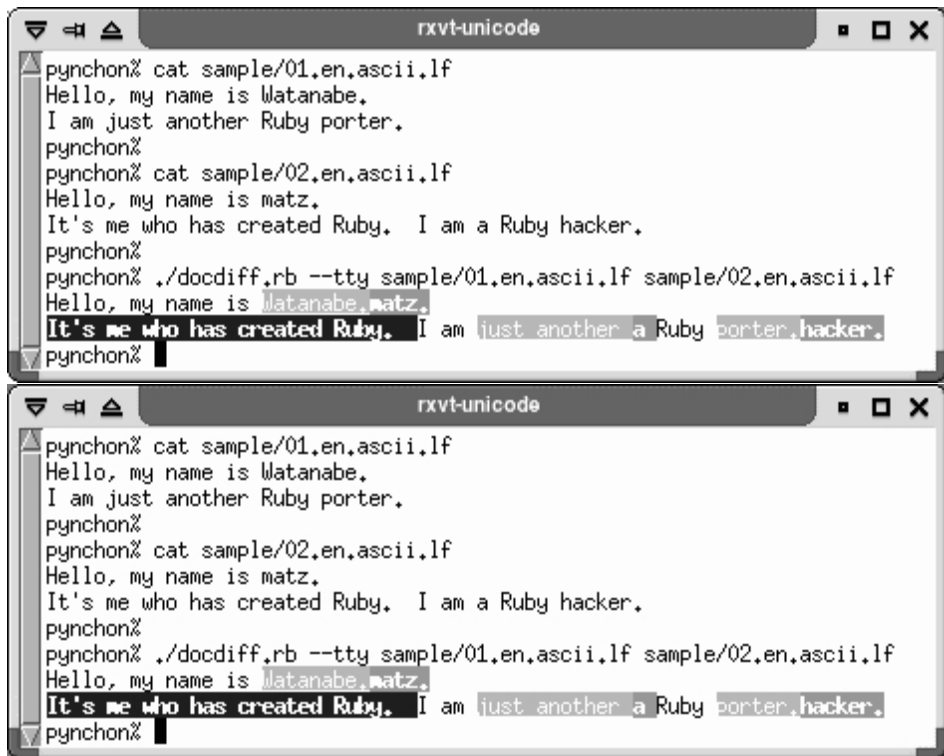 rxvt-unicode
pynchon% cat sample/01.en.ascii.lf
Hello, my name is Watanabe.
I am just another Ruby porter.
pynchon%
pynchon% cat sample/02.en.ascii.lf
Hello, my name is matz.
It's me who has created Ruby.  I am a Ruby hacker.
pynchon%
pynchon% ./docdiff.rb --tty sample/01.en.ascii.lf sample/02.en.ascii.lf
Hello, my name is Watanabe.matz.
It's me who has created Ruby.  I am just another a Ruby porter.hacker.
pynchon%
rxvt-unicode
pynchon% cat sample/01.en.ascii.lf
Hello, my name is Watanabe.
I am just another Ruby porter.
pynchon%
pynchon% cat sample/02.en.ascii.lf
Hello, my name is matz.
It's me who has created Ruby.  I am a Ruby hacker.
pynchon%
pynchon% ./docdiff.rb --tty sample/01.en.ascii.lf sample/02.en.ascii.lf
Hello, my name is Watanabe.matz.
It's me who has created Ruby.  I am just another a Ruby porter.hacker.
pynchon%